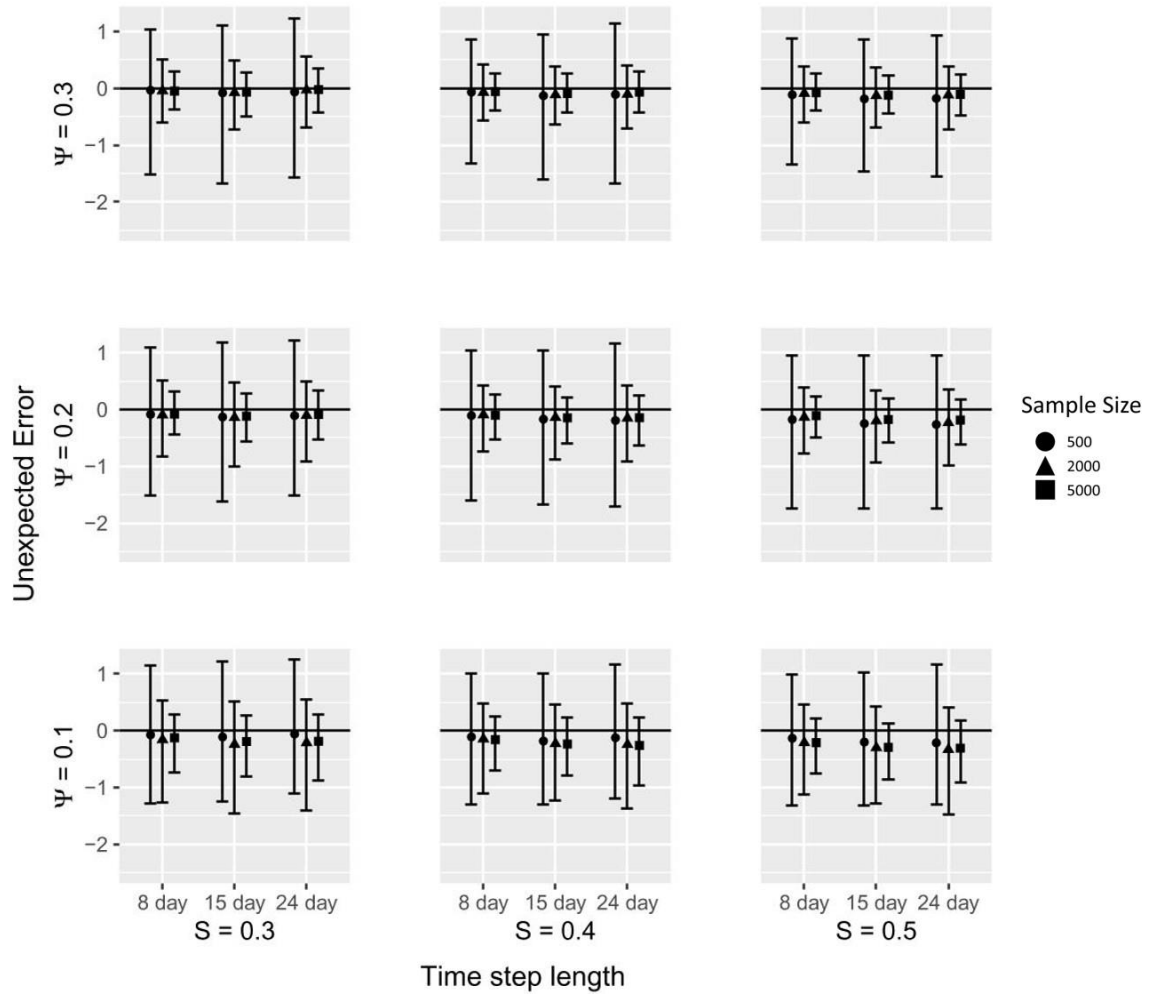 1
0
−1
−2
Ψ = 0.3
1
0
−1
−2
Ψ = 0.2
Unexpected Error
Sample Size
500
2000
5000
1
0
−1
−2
Ψ = 0.1
8 day 15 day 24 day
S = 0.3
8 day 15 day 24 day
S = 0.4
8 day 15 day 24 day
S = 0.5
Time step length